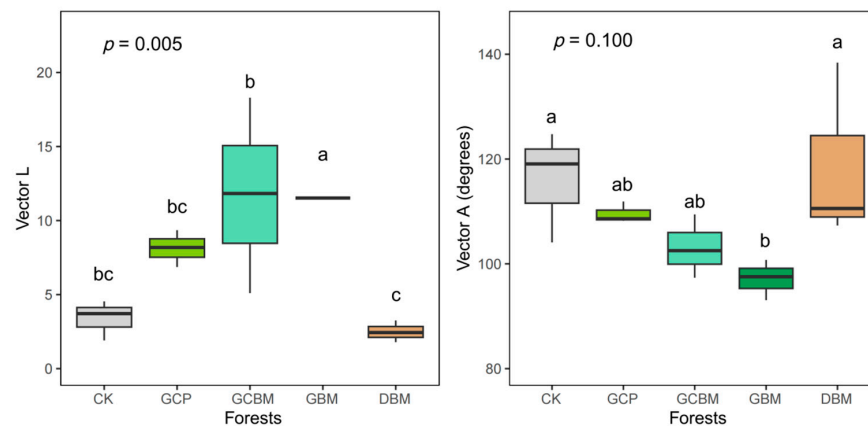 p = 0.005
b
a
bc
bc
c
20
15
10
5
0
Vector L
CK GCP GCBM GBM DBM
Forests
p = 0.100
a
a
ab
ab
b
140
120
100
80
Vector A (degrees)
CK GCP GCBM GBM DBM
Forests